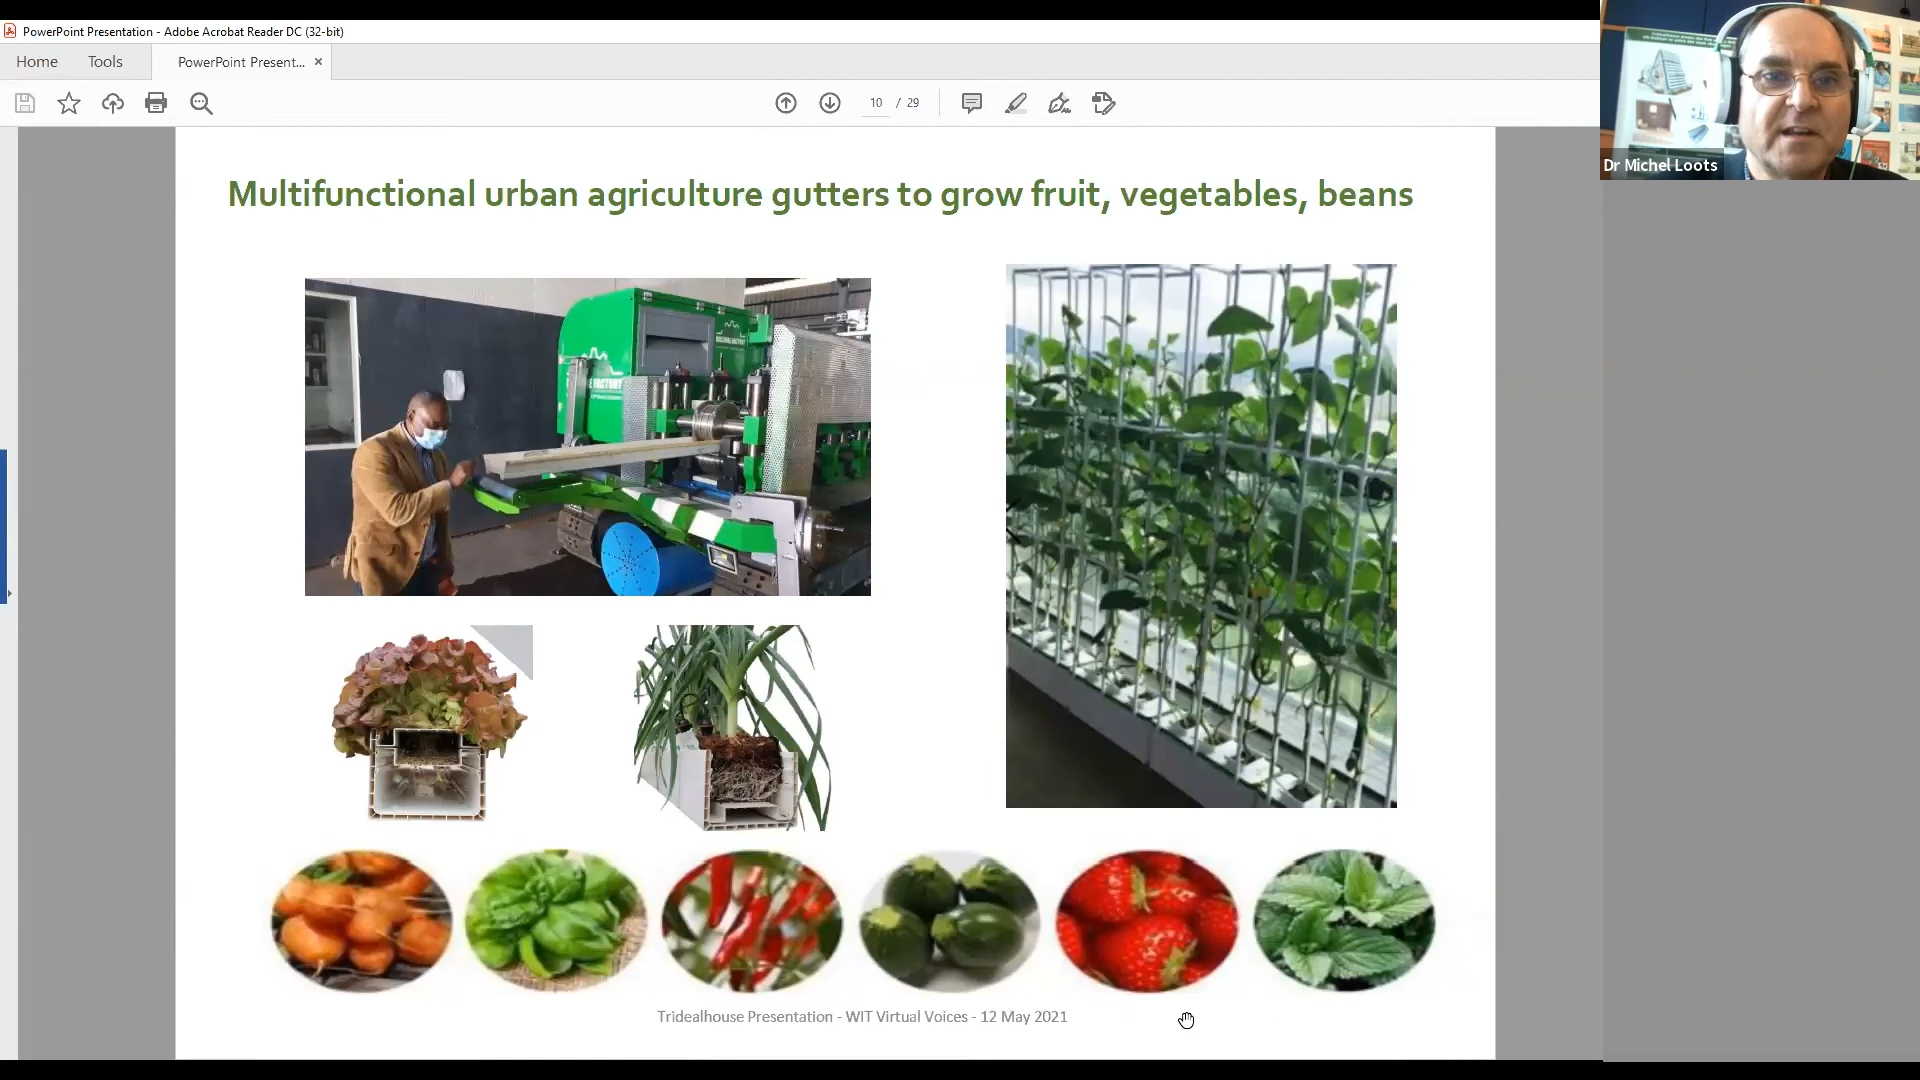 PowerPoint Presentation - Adobe Acrobat Reader DC (32-bit)
Home
Tools
PowerPoint Present...
10 / 29
Dr Michel Loots
Multifunctional urban agriculture gutters to grow fruit, vegetables, beans
Tridealhouse Presentation - WIT Virtual Voices - 12 May 2021